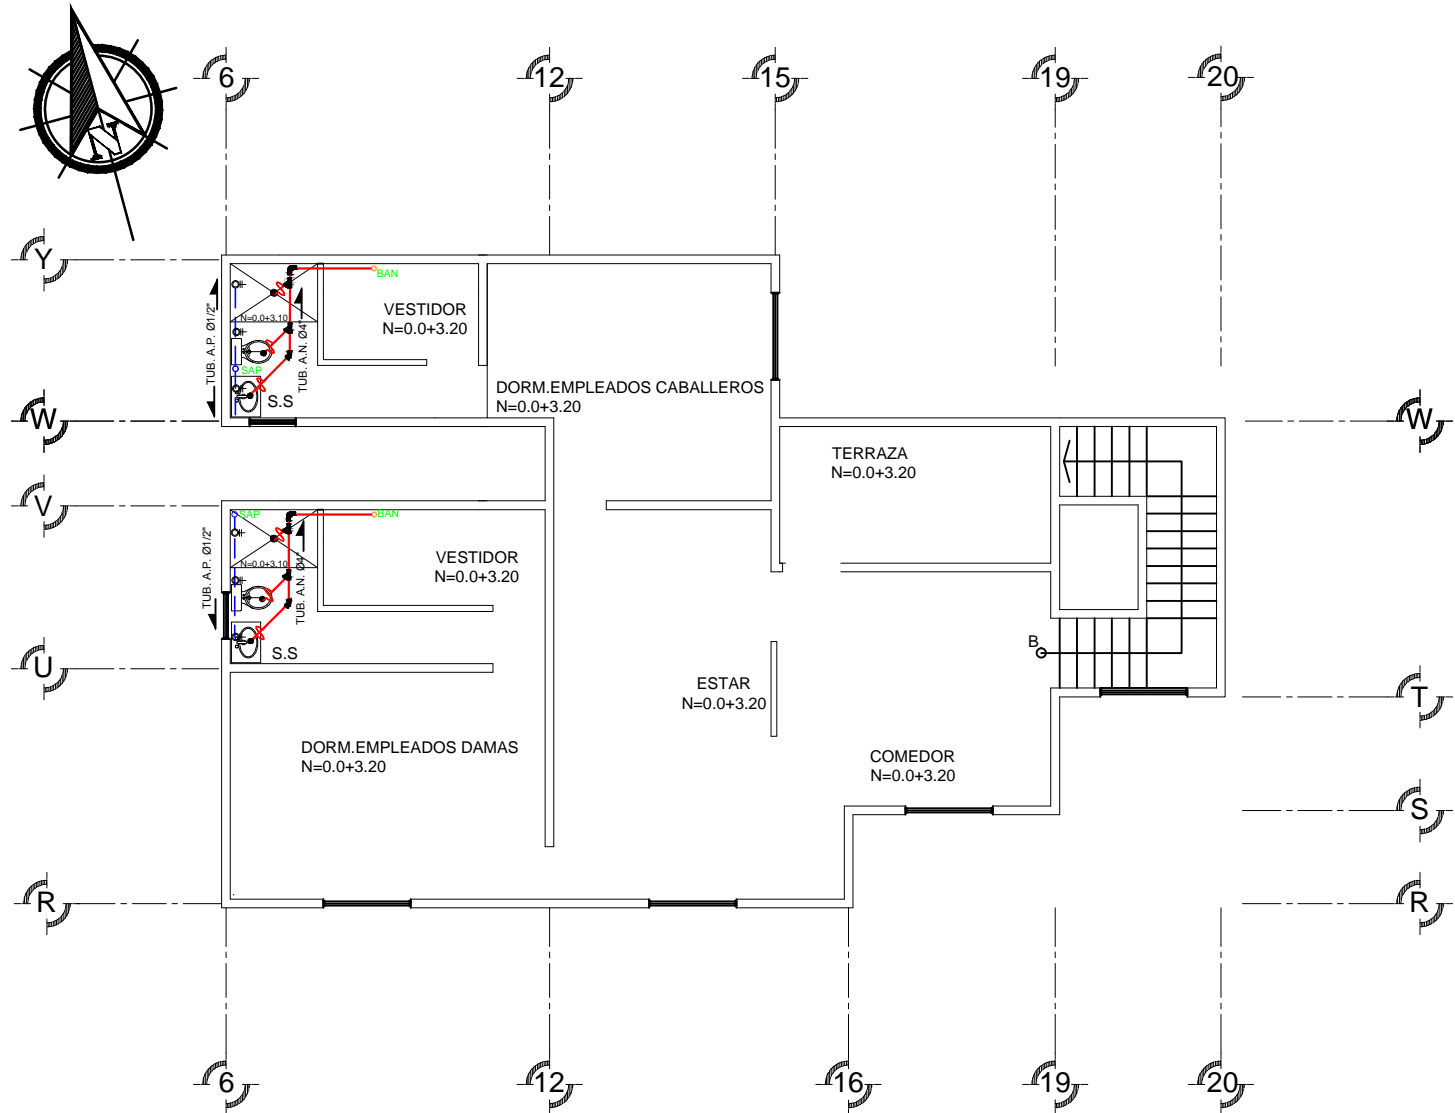 6
12
15
19
20
N
Y
BAN
VESTIDOR
N=0.0+3.20
N=0.0+3.10
TUB. A.P. Ø1/2"
TUB. A.N. Ø4"
SAP
S.S
DORM.EMPLEADOS CABALLEROS
N=0.0+3.20
W
W
TERRAZA
N=0.0+3.20
V
SAP
BAN
VESTIDOR
N=0.0+3.20
N=0.0+3.10
TUB. A.P. Ø1/2"
TUB. A.N. Ø4"
S.S
B
U
ESTAR
N=0.0+3.20
T
DORM.EMPLEADOS DAMAS
N=0.0+3.20
COMEDOR
N=0.0+3.20
S
R
R
6
12
16
19
20